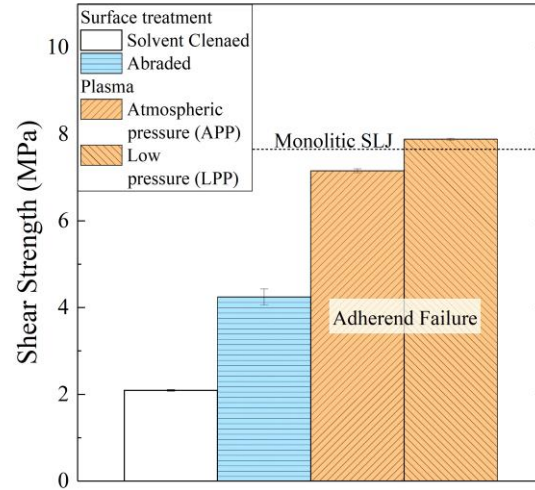 Surface treatment
Solvent Clenaed
Abraded
Plasma
Atmospheric
pressure (APP)
Low
pressure (LPP)
Monolitic SLJ
Adherend Failure
Shear Strength (MPa)
10
8
6
4
2
0